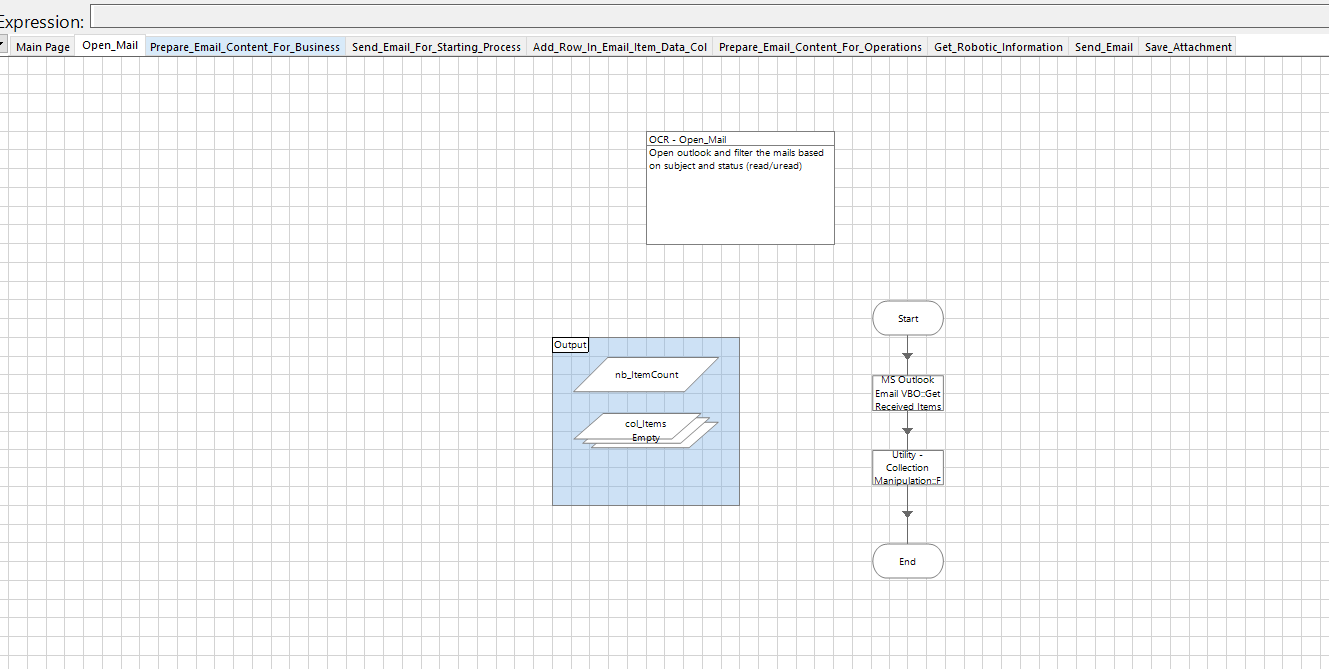 Expression:
Main Page Open_Mail Prepare_Email_Content_For_Business Send_Email_For_Starting_Process Add_Row_In_Email_Item_Data_Col Prepare_Email_Content_For_Operations Get_Robotic_Information Send_Email Save_Attachment
OCR - Open_Mail
Open outlook and filter the mails based
on subject and status (read/uread)
Start
Output
nb_ItemCount
MS Outlook
Email VBO::Get
Received Items
col_Items
Empty
Utility -
Collection
Manipulation::F
End